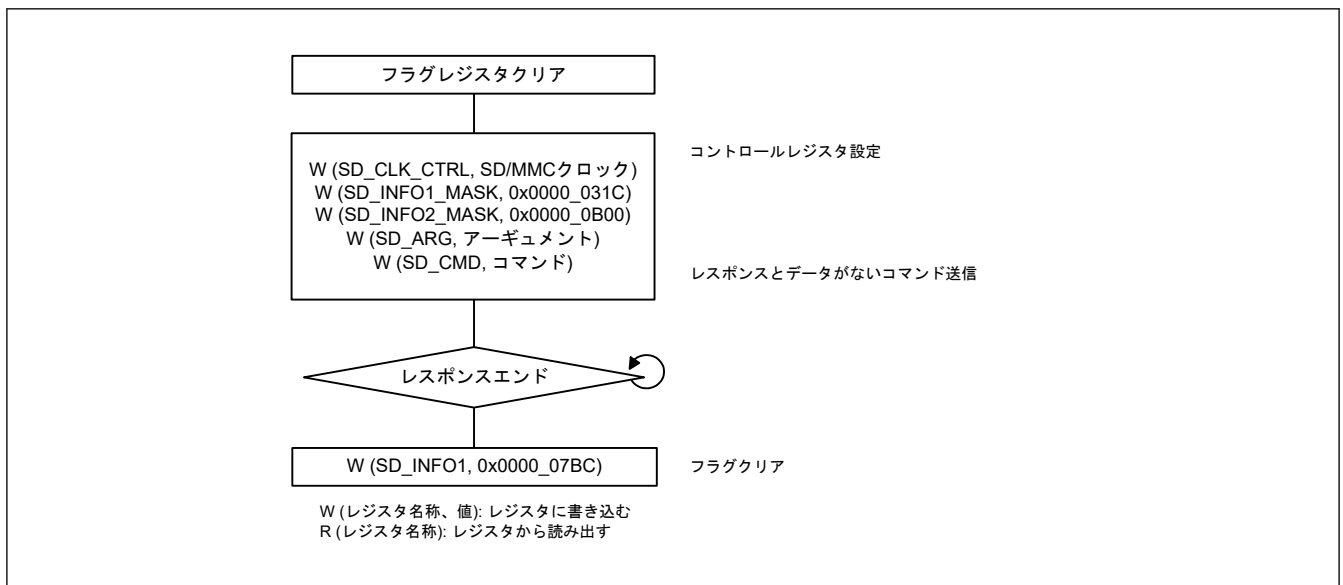 フラグレジスタクリア
W (SD_CLK_CTRL, SD/MMCクロック)
W (SD_INFO1_MASK, 0x0000_031C)
W (SD_INFO2_MASK, 0x0000_0B00)
W (SD_ARG, アーギュメント)
W (SD_CMD, コマンド)
コントロールレジスタ設定
レスポンスとデータがないコマンド送信
レスポンスエンド
W (SD_INFO1, 0x0000_07BC)
フラグクリア
W (レジスタ名称、値): レジスタに書き込む
R (レジスタ名称): レジスタから読み出す